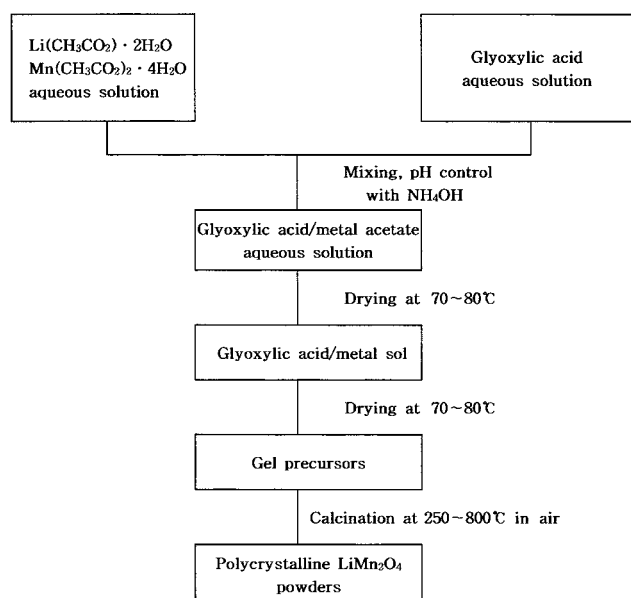 Li(CH₃CO₂)·2H₂O
Mn(CH₃CO₂)₂·4H₂O
aqueous solution
Glyoxylic acid
aqueous solution
Mixing, pH control
with NH₄OH
Glyoxylic acid/metal acetate
aqueous solution
Drying at 70~80℃
Glyoxylic acid/metal sol
Drying at 70~80℃
Gel precursors
Calcination at 250~800℃ in air
Polycrystalline LiMn₂O₄
powders